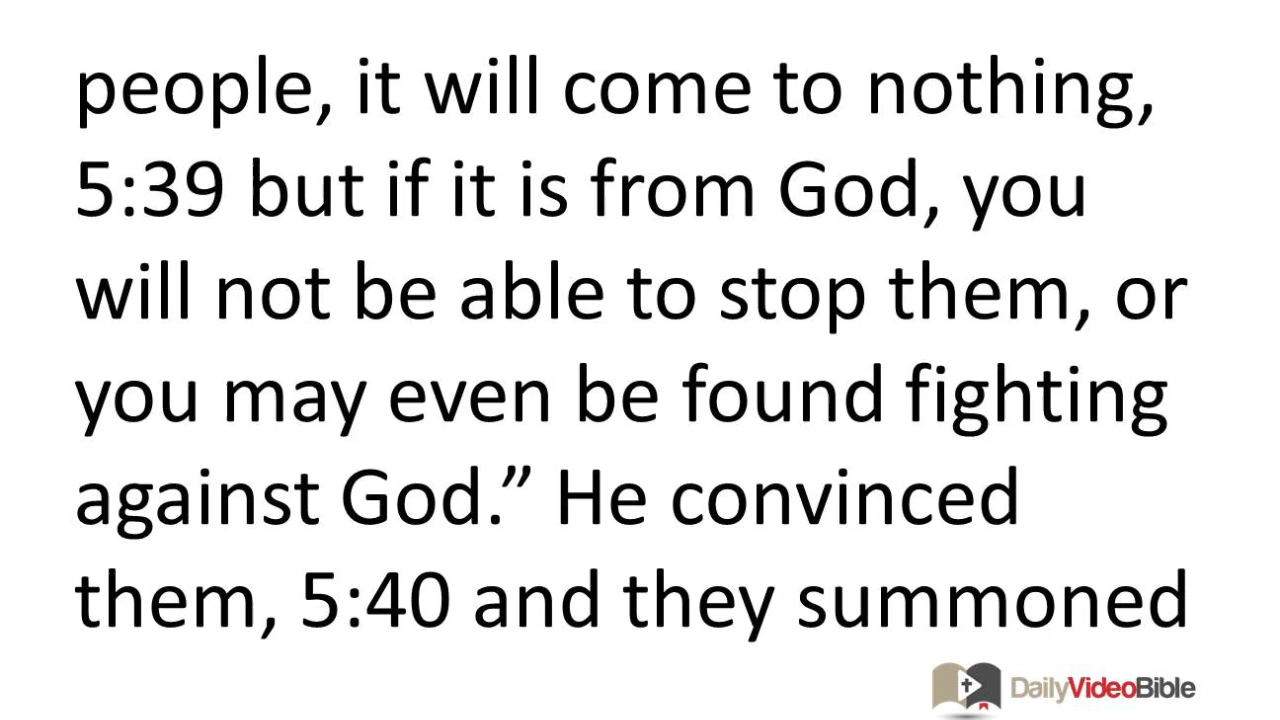 people, it will come to nothing,
5:39 but if it is from God, you
will not be able to stop them, or
you may even be found fighting
against God.” He convinced
them, 5:40 and they summoned
DailyVideoBible